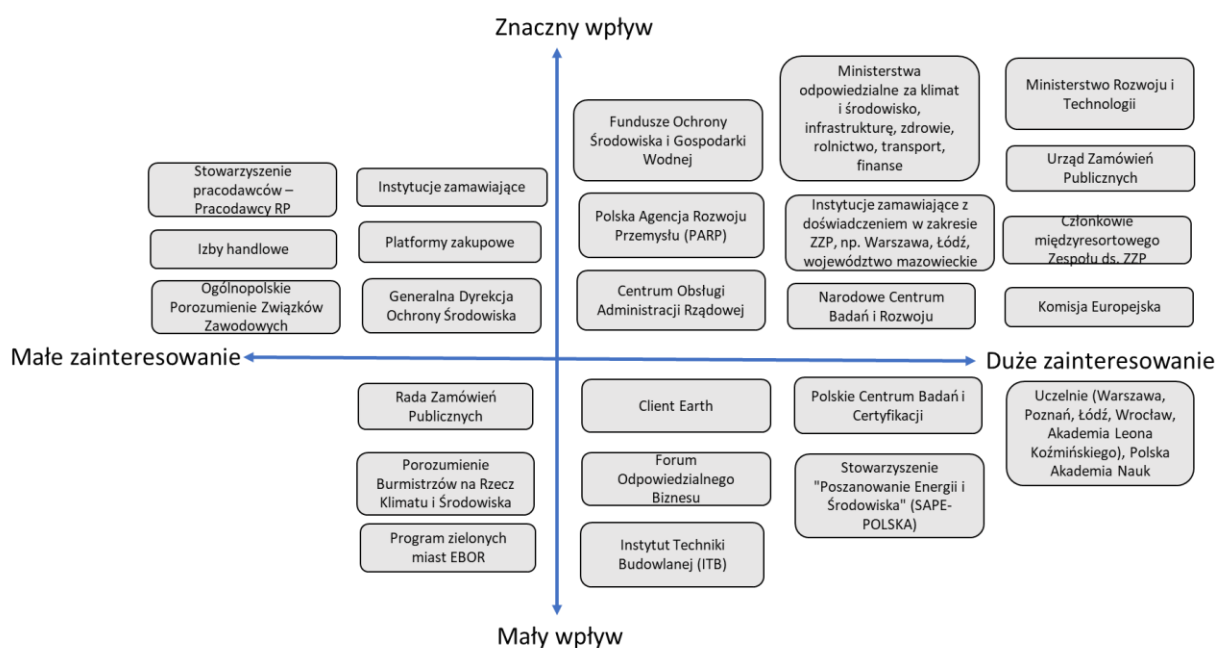 Znaczny wpływ
Ministerstwa
odpowiedzialne za klimat
i środowisko,
infrastrukturę, zdrowie,
rolnictwo, transport,
finanse
Ministerstwo Rozwoju i
Technologii
Fundusze Ochrony
Środowiska i Gospodarki
Wodnej
Urząd Zamówień
Publicznych
Stowarzyszenie
pracodawców –
Pracodawcy RP
Instytucje zamawiające
Polska Agencja Rozwoju
Przemysłu (PARP)
Instytucje zamawiające z
doświadczeniem w zakresie
ZZP, np. Warszawa, Łódź,
województwo mazowieckie
Członkowie
międzyresortowego
Zespołu ds. ZZP
Izby handlowe
Platformy zakupowe
Ogólnopolskie
Porozumienie Związków
Zawodowych
Generalna Dyrekcja
Ochrony Środowiska
Centrum Obsługi
Administracji Rządowej
Narodowe Centrum
Badań i Rozwoju
Komisja Europejska
Małe zainteresowanie
Duże zainteresowanie
Rada Zamówień
Publicznych
Client Earth
Polskie Centrum Badań i
Certyfikacji
Uczelnie (Warszawa,
Poznań, Łódź, Wrocław,
Akademia Leona
Koźmińskiego), Polska
Akademia Nauk
Porozumienie
Burmistrzów na Rzecz
Klimatu i Środowiska
Forum
Odpowiedzialnego
Biznesu
Stowarzyszenie
"Poszanowanie Energii i
Środowiska" (SAPE-
POLSKA)
Program zielonych
miast EBOR
Instytut Techniki
Budowlanej (ITB)
Mały wpływ